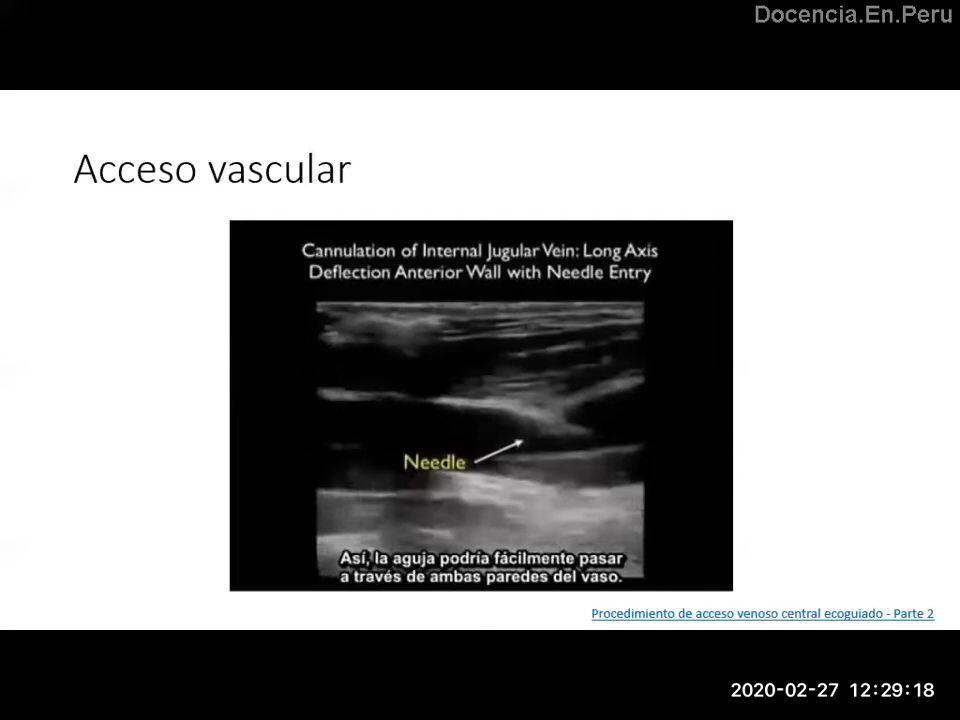 Docencia.En.Peru
Acceso vascular
Cannulation of Internal Jugular Vein: Long Axis
Deflection Anterior Wall with Needle Entry
Needle
Así, la aguja podría fácilmente pasar
a través de ambas paredes del vaso.
Procedimiento de acceso venoso central ecoguiado - Parte 2
2020-02-27 12:29:18